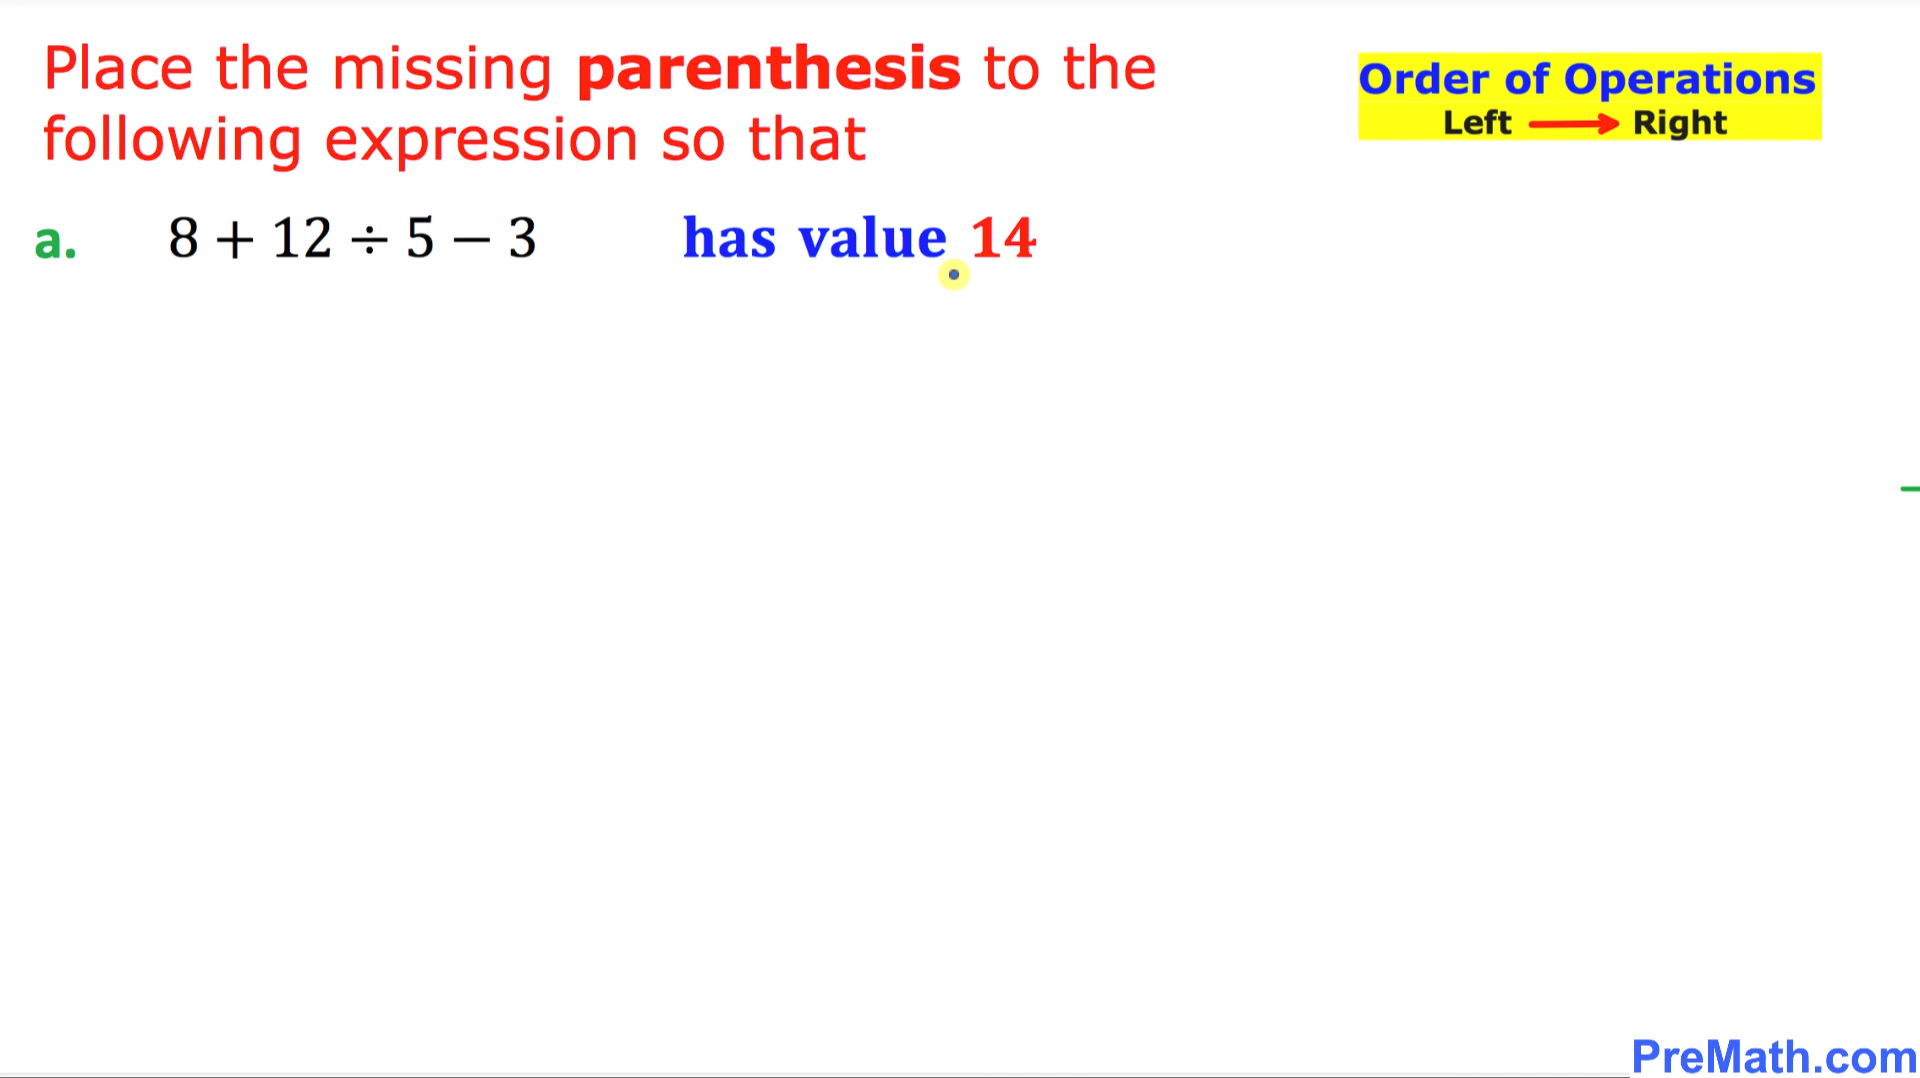 Place the missing parenthesis to the
following expression so that
Order of Operations
Left → Right
a. 8 + 12 ÷ 5 − 3 has value 14
PreMath.com